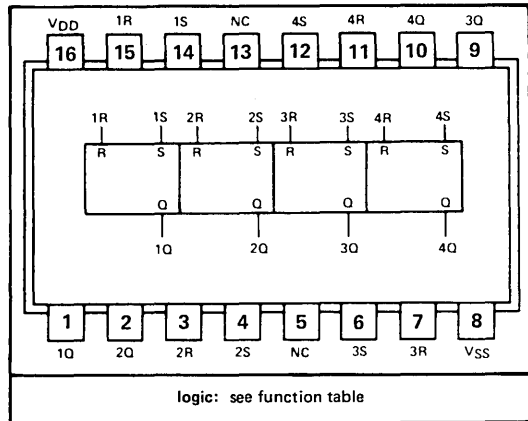 VDD 1R 1S NC 4S 4R 4Q 3Q
16 15 14 13 12 11 10 9
1R 1S 2R 2S 3R 3S 4R 4S
R S R S R S R S
Q Q Q Q
1Q 2Q 3Q 4Q
1 2 3 4 5 6 7 8
1Q 2Q 2R 2S NC 3S 3R VSS
logic: see function table